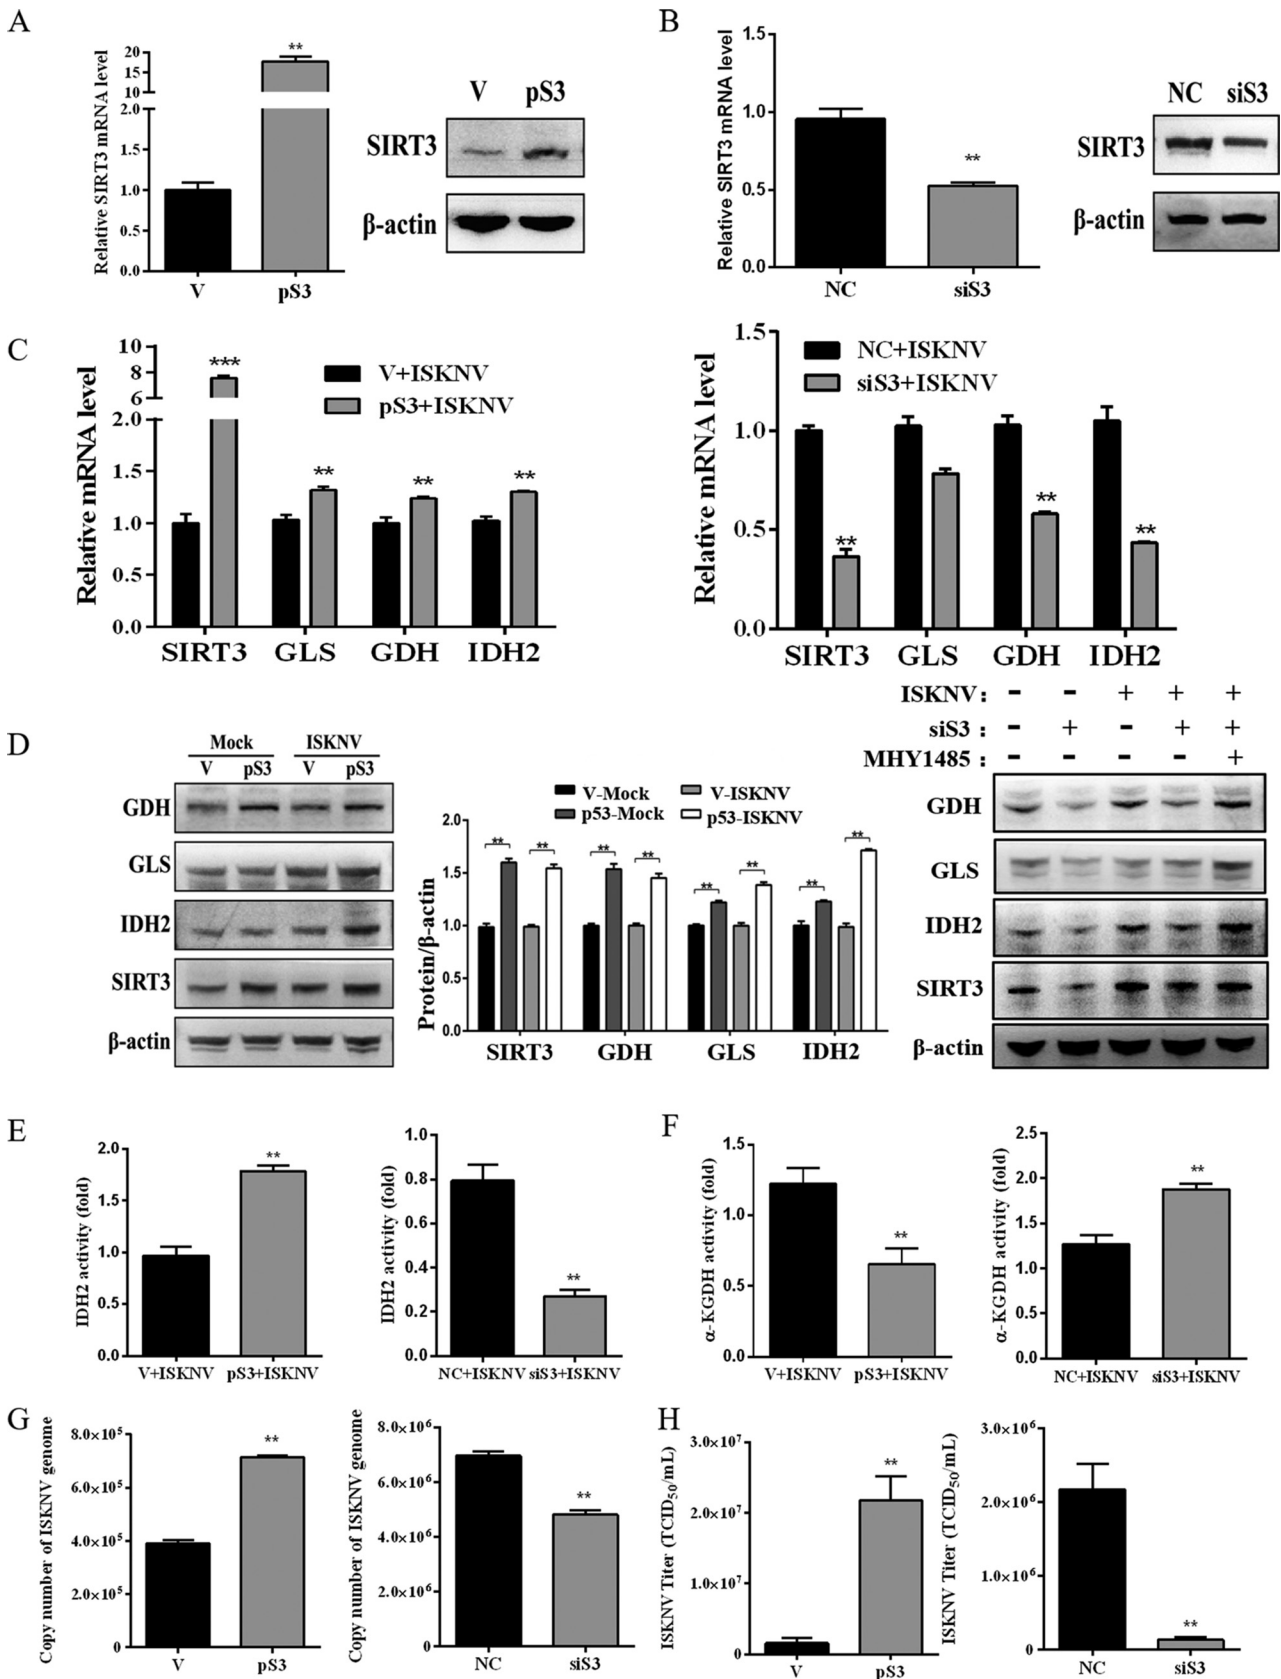 A
Relative SIRT3 mRNA level
20
15
10
2.0
1.5
1.0
0.5
0.0
**
V
pS3
V pS3
SIRT3
β-actin
B
Relative SIRT3 mRNA level
1.5
1.0
0.5
0.0
**
NC
siS3
NC siS3
SIRT3
β-actin
C
Relative mRNA level
10
8
6
2.0
1.5
1.0
0.5
0.0
V+ISKNV
pS3+ISKNV
***
**
**
**
SIRT3 GLS GDH IDH2
Relative mRNA level
1.5
1.0
0.5
0.0
NC+ISKNV
siS3+ISKNV
**
**
**
SIRT3 GLS GDH IDH2
D
Mock ISKNV
V pS3 V pS3
GDH
GLS
IDH2
SIRT3
β-actin
V-Mock V-ISKNV
p53-Mock p53-ISKNV
Protein/β-actin
2.0
1.5
1.0
0.5
0.0
** **
** **
** **
** **
SIRT3 GDH GLS IDH2
ISKNV: - - + + +
siS3 : - + - + +
MHY1485 : - - - - +
GDH
GLS
IDH2
SIRT3
β-actin
E
IDH2 activity (fold)
2.0
1.5
1.0
0.5
0.0
**
V+ISKNV pS3+ISKNV
IDH2 activity (fold)
1.0
0.8
0.6
0.4
0.2
0.0
**
NC+ISKNV siS3+ISKNV
F
α-KGDH activity (fold)
1.5
1.0
0.5
0.0
**
V+ISKNV pS3+ISKNV
α-KGDH activity (fold)
2.5
2.0
1.5
1.0
0.5
0.0
**
NC+ISKNV siS3+ISKNV
G
Copy number of ISKNV genome
8.0×10⁵
6.0×10⁵
4.0×10⁵
2.0×10⁵
0
**
V pS3
Copy number of ISKNV genome
8.0×10⁶
6.0×10⁶
4.0×10⁶
2.0×10⁶
0
**
NC siS3
H
ISKNV Titer (TCID₅₀/mL)
3.0×10⁷
2.0×10⁷
1.0×10⁷
0
**
V pS3
ISKNV Titer (TCID₅₀/mL)
3.0×10⁶
2.0×10⁶
1.0×10⁶
0
**
NC siS3